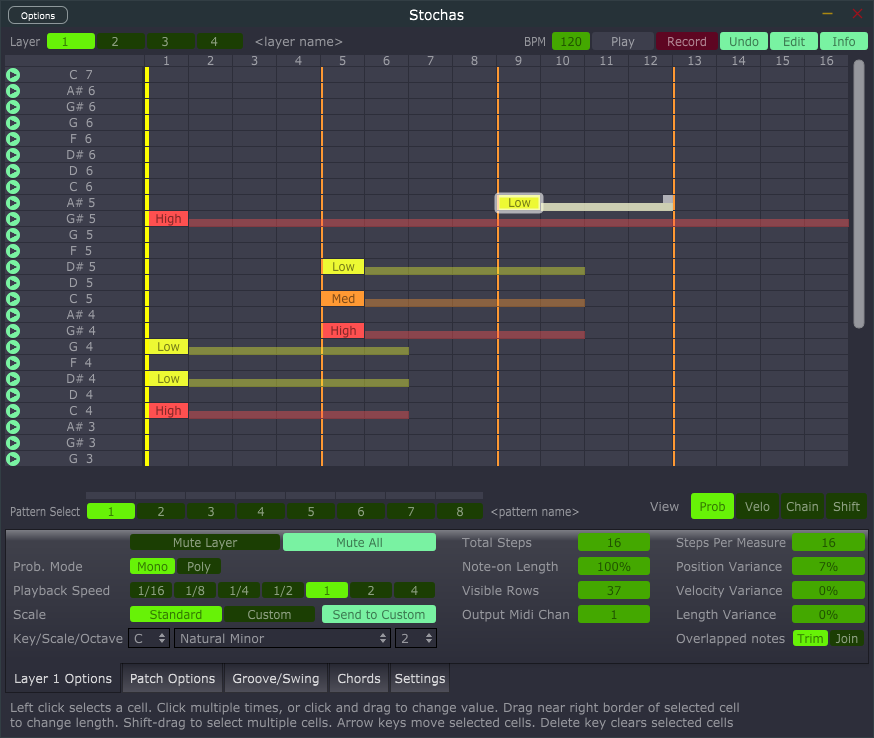 Options Stochas
Layer 1 2 3 4 <layer name> BPM 120 Play Record Undo Edit Info
1 2 3 4 5 6 7 8 9 10 11 12 13 14 15 16
C 7
A# 6
G# 6
G 6
F 6
D# 6
D 6
C 6
A# 5 Low
G# 5 High
G 5
F 5
D# 5 Low
D 5
C 5 Med
A# 4
G# 4 High
G 4 Low
F 4
D# 4 Low
D 4
C 4 High
A# 3
G# 3
G 3
Pattern Select 1 2 3 4 5 6 7 8 <pattern name> View Prob Velo Chain Shift
Mute Layer Mute All Total Steps 16 Steps Per Measure 16
Prob. Mode Mono Poly Note-on Length 100% Position Variance 7%
Playback Speed 1/16 1/8 1/4 1/2 1 2 4 Visible Rows 37 Velocity Variance 0%
Scale Standard Custom Send to Custom Output Midi Chan 1 Length Variance 0%
Key/Scale/Octave C Natural Minor 2 Overlapped notes Trim Join
Layer 1 Options Patch Options Groove/Swing Chords Settings
Left click selects a cell. Click multiple times, or click and drag to change value. Drag near right border of selected cell
to change length. Shift-drag to select multiple cells. Arrow keys move selected cells. Delete key clears selected cells